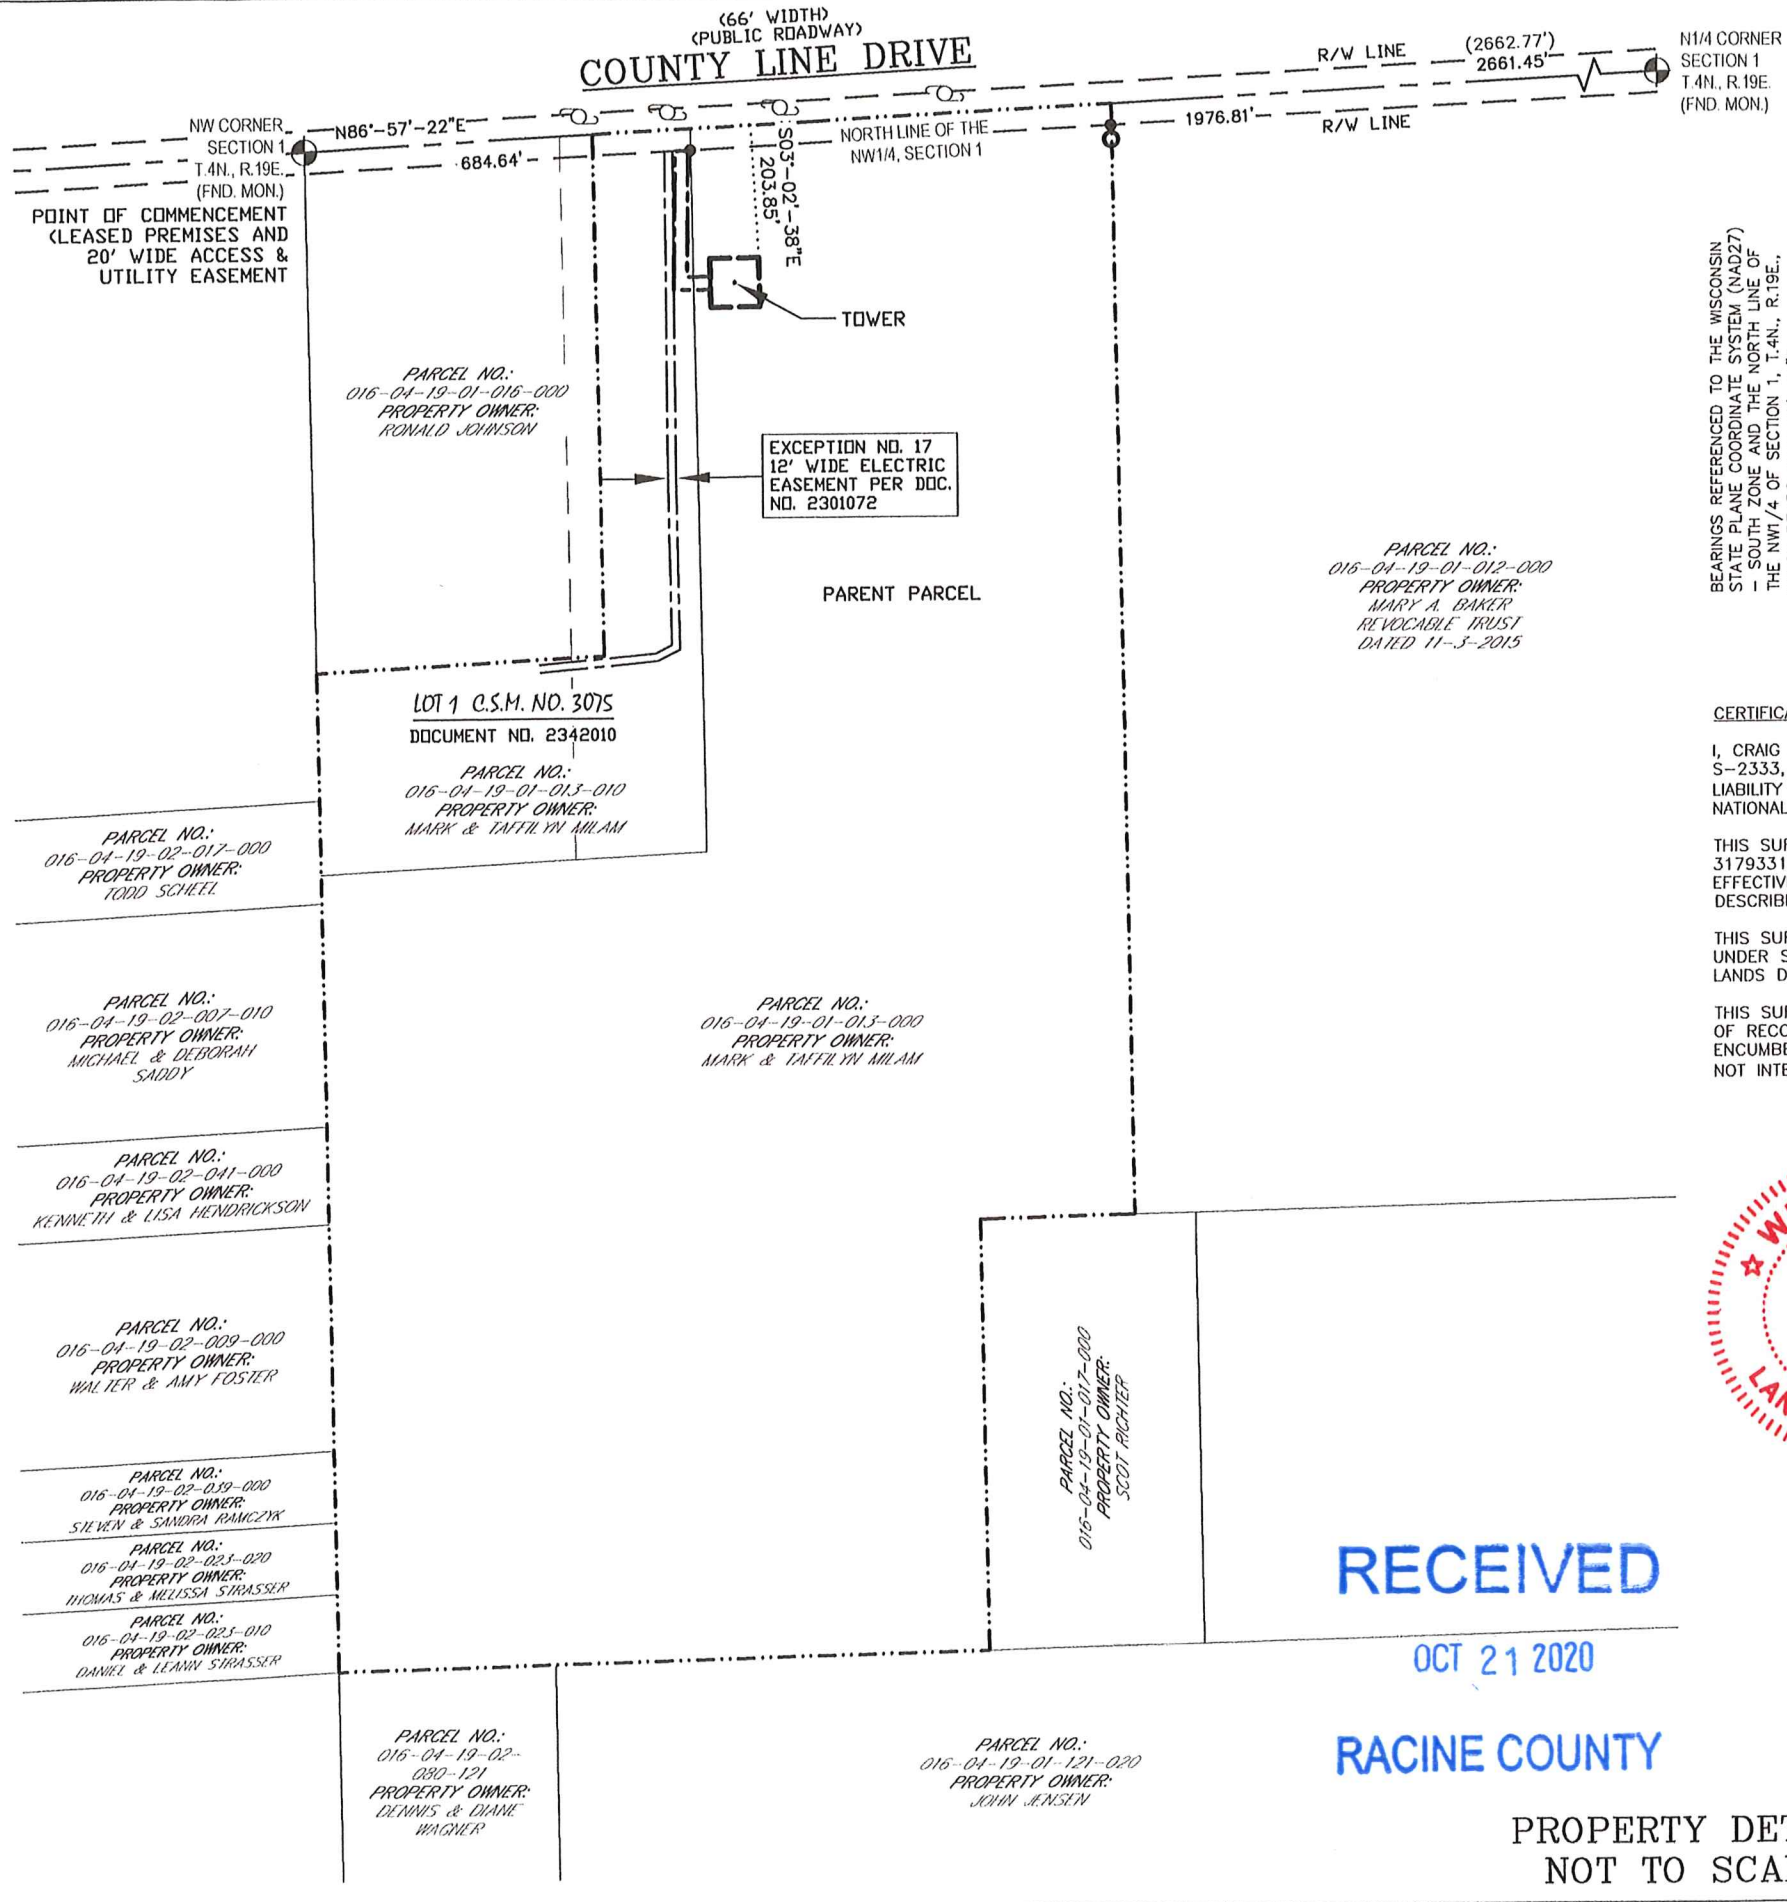 (66' WIDTH)
(PUBLIC ROADWAY)
COUNTY LINE DRIVE
R/W LINE
(2662.77')
2661.45'
N1/4 CORNER
SECTION 1
T.4N., R.19E.
(FND. MON.)
NW CORNER
SECTION 1
T.4N., R.19E.
(FND. MON.)
N86°-57'-22"E
684.64'
NORTH LINE OF THE
NW1/4, SECTION 1
1976.81'
R/W LINE
POINT OF COMMENCEMENT
(LEASED PREMISES AND
20' WIDE ACCESS &
UTILITY EASEMENT
S03°-02'-38"E
203.85'
TOWER
PARCEL NO.:
016-04-19-01-016-000
PROPERTY OWNER:
RONALD JOHNSON
EXCEPTION NO. 17
12' WIDE ELECTRIC
EASEMENT PER DOC.
NO. 2301072
PARENT PARCEL
PARCEL NO.:
016-04-19-01-012-000
PROPERTY OWNER:
MARY A. BAKER
REVOCABLE TRUST
DATED 11-3-2015
BEARINGS REFERENCED TO THE WISCONSIN
STATE PLANE COORDINATE SYSTEM (NAD27)
- SOUTH ZONE AND THE NORTH LINE OF
THE NW1/4 OF SECTION 1, T.4N., R.19E.,
LOT 1 C.S.M. NO. 3075
DOCUMENT NO. 2342010
PARCEL NO.:
016-04-19-01-013-010
PROPERTY OWNER:
MARK & TAFFILYN MILAM
I, CRAIG
S-2333,
LIABILITY
NATIONAL
THIS
3179331
THIS
UNDER
LANDS
THIS
OF
NOT
PARCEL NO.:
016-04-19-02-017-000
PROPERTY OWNER:
TODD SCHEEL
PARCEL NO.:
016-04-19-02-007-010
PROPERTY OWNER:
MICHAEL & DEBORAH
SADDY
PARCEL NO.:
016-04-19-01-013-000
PROPERTY OWNER:
MARK & TAFFILYN MILAM
PARCEL NO.:
016-04-19-02-041-000
PROPERTY OWNER:
KENNETH & LISA HENDRICKSON
PARCEL NO.:
016-04-19-02-009-000
PROPERTY OWNER:
WALTER & AMY FOSTER
PARCEL NO.:
016-04-19-01-017-000
PROPERTY OWNER:
SCOT RICHTER
PARCEL NO.:
016-04-19-02-039-000
PROPERTY OWNER:
STEVEN & SANDRA RAMCZYK
PARCEL NO.:
016-04-19-02-023-020
PROPERTY OWNER:
THOMAS & MELISSA STRASSER
PARCEL NO.:
016-04-19-02-023-010
PROPERTY OWNER:
DANIEL & LEANN STRASSER
RECEIVED
OCT 21 2020
RACINE COUNTY
PARCEL NO.:
016-04-19-02-
080-121
PROPERTY OWNER:
DENNIS & DIANE
WAGNER
PARCEL NO.:
016-04-19-01-121-020
PROPERTY OWNER:
JOHN JENSEN
PROPERTY
NOT TO